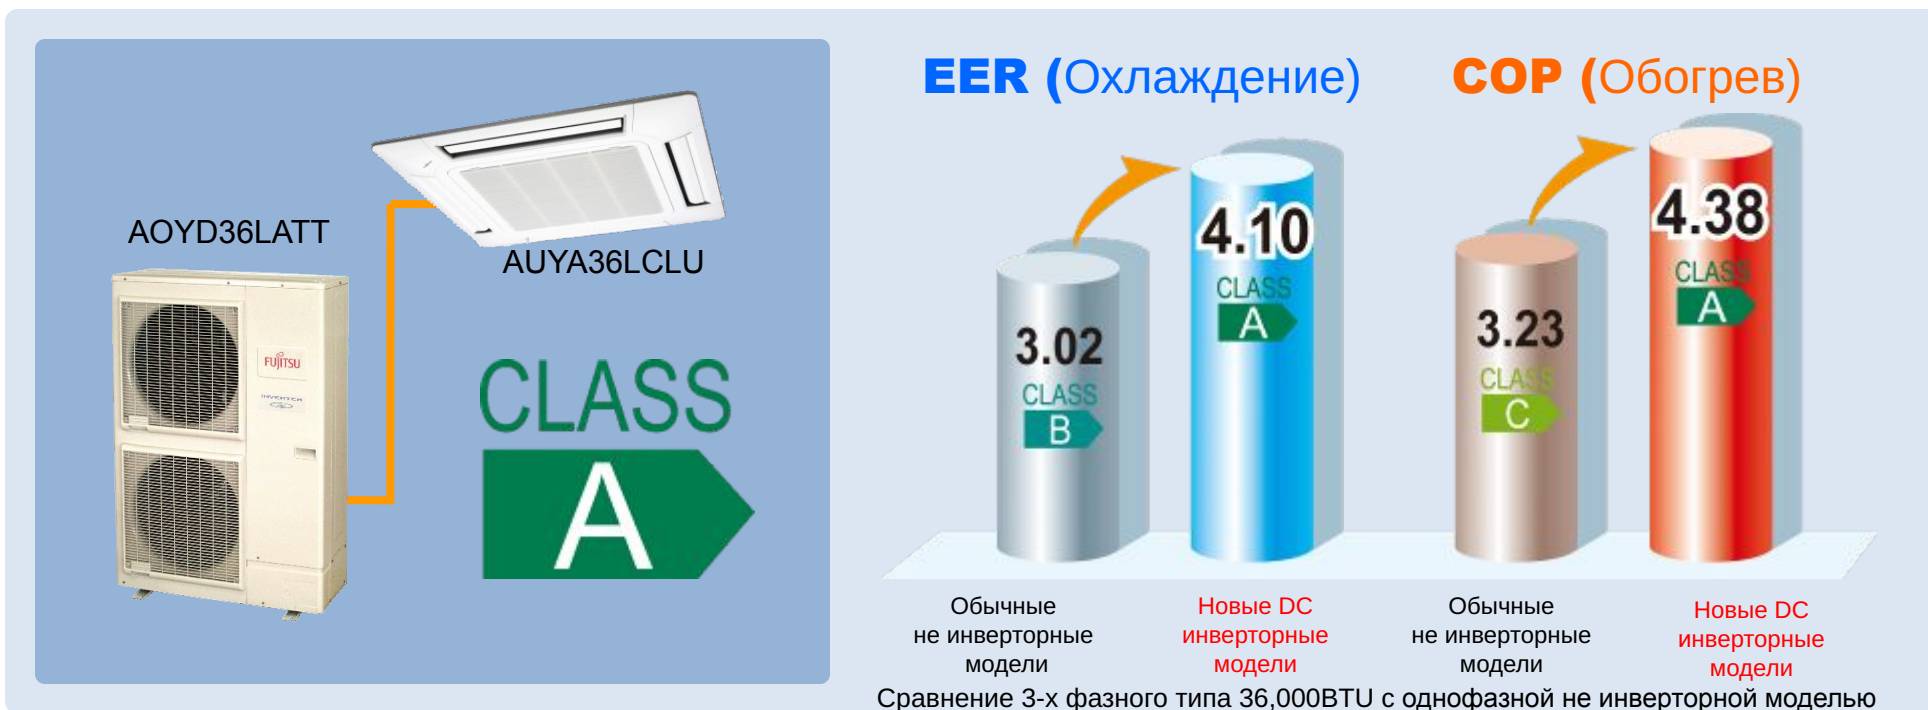 AOYD36LATT
AUYA36LCLU
FUJITSU
INVERTER
CLASS
A
EER (Охлаждение)
COP (Обогрев)
3.02
CLASS
B
4.10
CLASS
A
3.23
CLASS
C
4.38
CLASS
A
Обычные
не инверторные
модели
Новые DC
инверторные
модели
Обычные
не инверторные
модели
Новые DC
инверторные
модели
Сравнение 3-х фазного типа 36,000BTU с однофазной не инверторной моделью